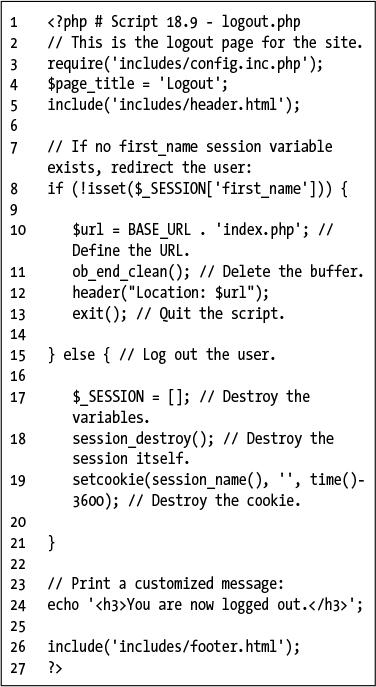 1 <?php # Script 18.9 - logout.php
2 // This is the logout page for the site.
3 require('includes/config.inc.php');
4 $page_title = 'Logout';
5 include('includes/header.html');
6
7 // If no first_name session variable
exists, redirect the user:
8 if (!isset($_SESSION['first_name'])) {
9
10 $url = BASE_URL . 'index.php'; //
Define the URL.
11 ob_end_clean(); // Delete the buffer.
12 header("Location: $url");
13 exit(); // Quit the script.
14
15 } else { // Log out the user.
16
17 $_SESSION = []; // Destroy the
variables.
18 session_destroy(); // Destroy the
session itself.
19 setcookie(session_name(), '', time()-
3600); // Destroy the cookie.
20
21 }
22
23 // Print a customized message:
24 echo '<h3>You are now logged out.</h3>';
25
26 include('includes/footer.html');
27 ?>